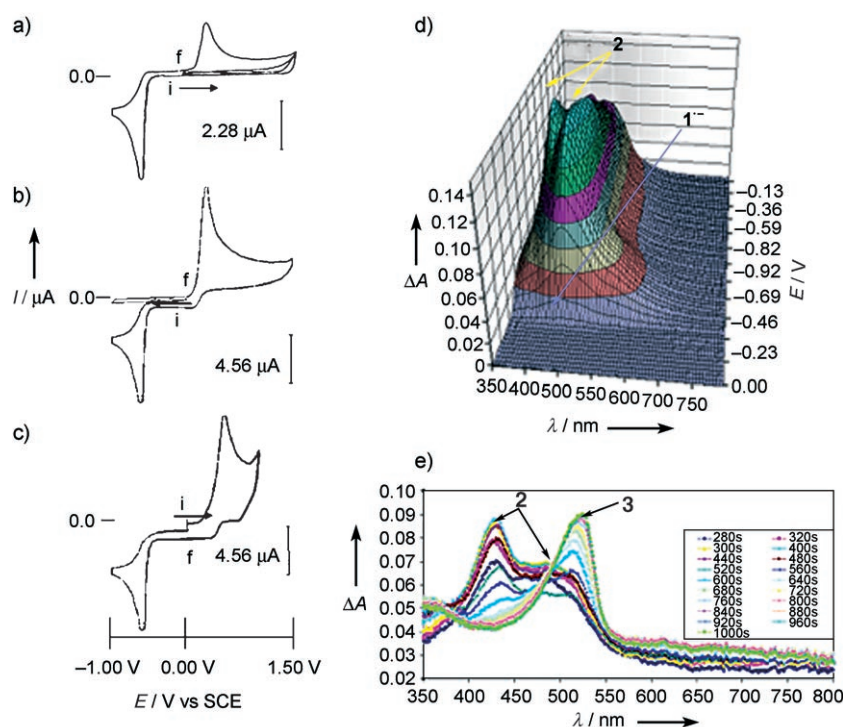 a)
0.0
f
i
2.28 µA
b)
I / µA
0.0
f
i
4.56 µA
c)
0.0
i
f
4.56 µA
–1.00 V 0.00 V 1.50 V
E / V vs SCE
d)
2
1·–
0.14
0.12
0.10
0.08
0.06
0.04
0.02
0
ΔA
350 400 450 500 550 600 650 700 750
λ / nm
–0.13
–0.36
–0.59
–0.82
–0.92
–0.69
–0.46
–0.23
0.00
E / V
e)
0.10
0.09
0.08
0.07
0.06
0.05
0.04
0.03
0.02
ΔA
2
3
280s 320s
300s 400s
440s 480s
520s 560s
600s 640s
680s 720s
760s 800s
840s 880s
920s 960s
1000s
350 400 450 500 550 600 650 700 750 800
λ / nm